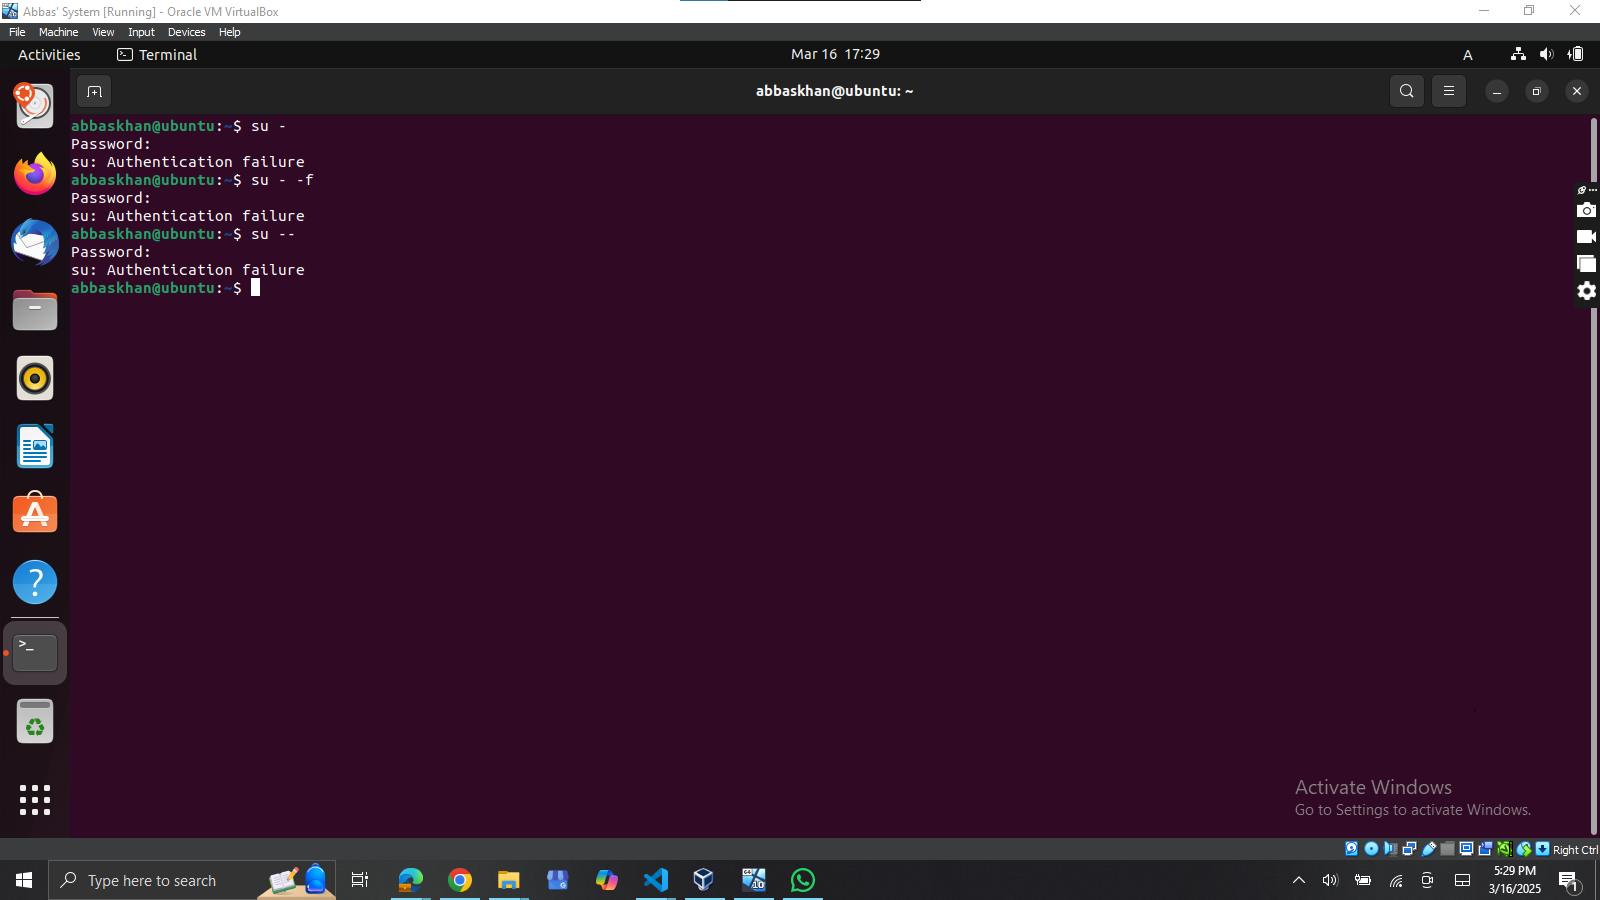 Abbas' System [Running] - Oracle VM VirtualBox
File Machine View Input Devices Help
Activities Terminal Mar 16 17:29 A
abbaskhan@ubuntu: ~
abbaskhan@ubuntu:~$ su -
Password:
su: Authentication failure
abbaskhan@ubuntu:~$ su - -f
Password:
su: Authentication failure
abbaskhan@ubuntu:~$ su --
Password:
su: Authentication failure
abbaskhan@ubuntu:~$
Activate Windows
Go to Settings to activate Windows.
Right Ctrl
Type here to search
5:29 PM
3/16/2025
1